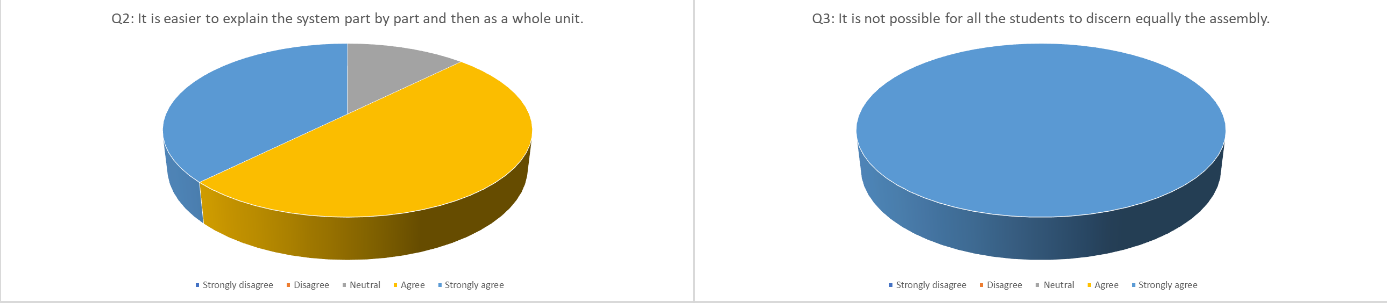 Q2: It is easier to explain the system part by part and then as a whole unit.
Strongly disagree Disagree Neutral Agree Strongly agree
Q3: It is not possible for all the students to discern equally the assembly.
Strongly disagree Disagree Neutral Agree Strongly agree